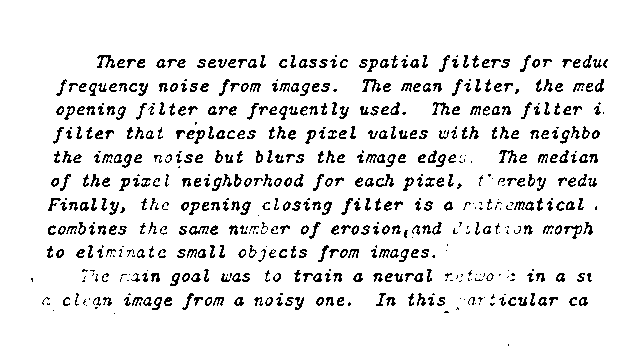 There are several classic spatial filters for
frequency noise from images. The mean filter, the med
opening filter are frequently used. The mean filter
filter that replaces the pixel values with the neighbo
the image noise but blurs the image edges. The median
of the pixel neighborhood for each pixel, thereby redu
Finally, the opening closing filter is a mathematical
combines the same number of erosion and dilation morph
to eliminate small objects from images.
The main goal was to train a neural network in a
a clean image from a noisy one. In this particular ca